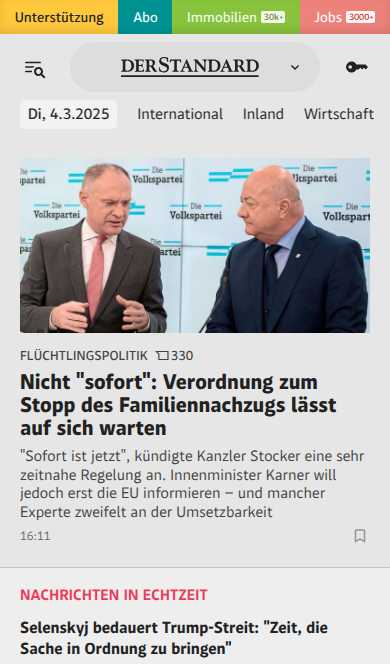 Unterstützung Abo Immobilien 30k+ Jobs 3000+
DERSTANDARD
Di, 4.3.2025 International Inland Wirtschaft
Die
Volkspartei
Die
Volkspartei
Die
Volkspartei
Die
Volkspartei
FLÜCHTLINGSPOLITIK 330
Nicht "sofort": Verordnung zum
Stopp des Familiennachzugs lässt
auf sich warten
"Sofort ist jetzt", kündigte Kanzler Stocker eine sehr
zeitnahe Regelung an. Innenminister Karner will
jedoch erst die EU informieren – und mancher
Experte zweifelt an der Umsetzbarkeit
16:11
NACHRICHTEN IN ECHTZEIT
Selenskyj bedauert Trump-Streit: "Zeit, die
Sache in Ordnung zu bringen"